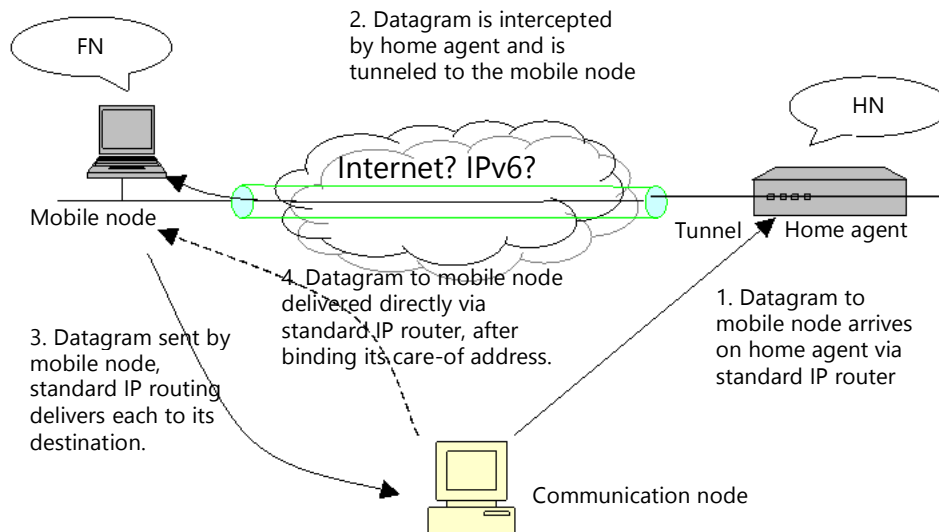 2. Datagram is intercepted
by home agent and is
tunneled to the mobile node
FN
HN
Internet? IPv6?
Mobile node
Tunnel
Home agent
4. Datagram to mobile node
delivered directly via
standard IP router, after
binding its care-of address.
1. Datagram to
mobile node arrives
on home agent via
standard IP router
3. Datagram sent by
mobile node,
standard IP routing
delivers each to its
destination.
Communication node